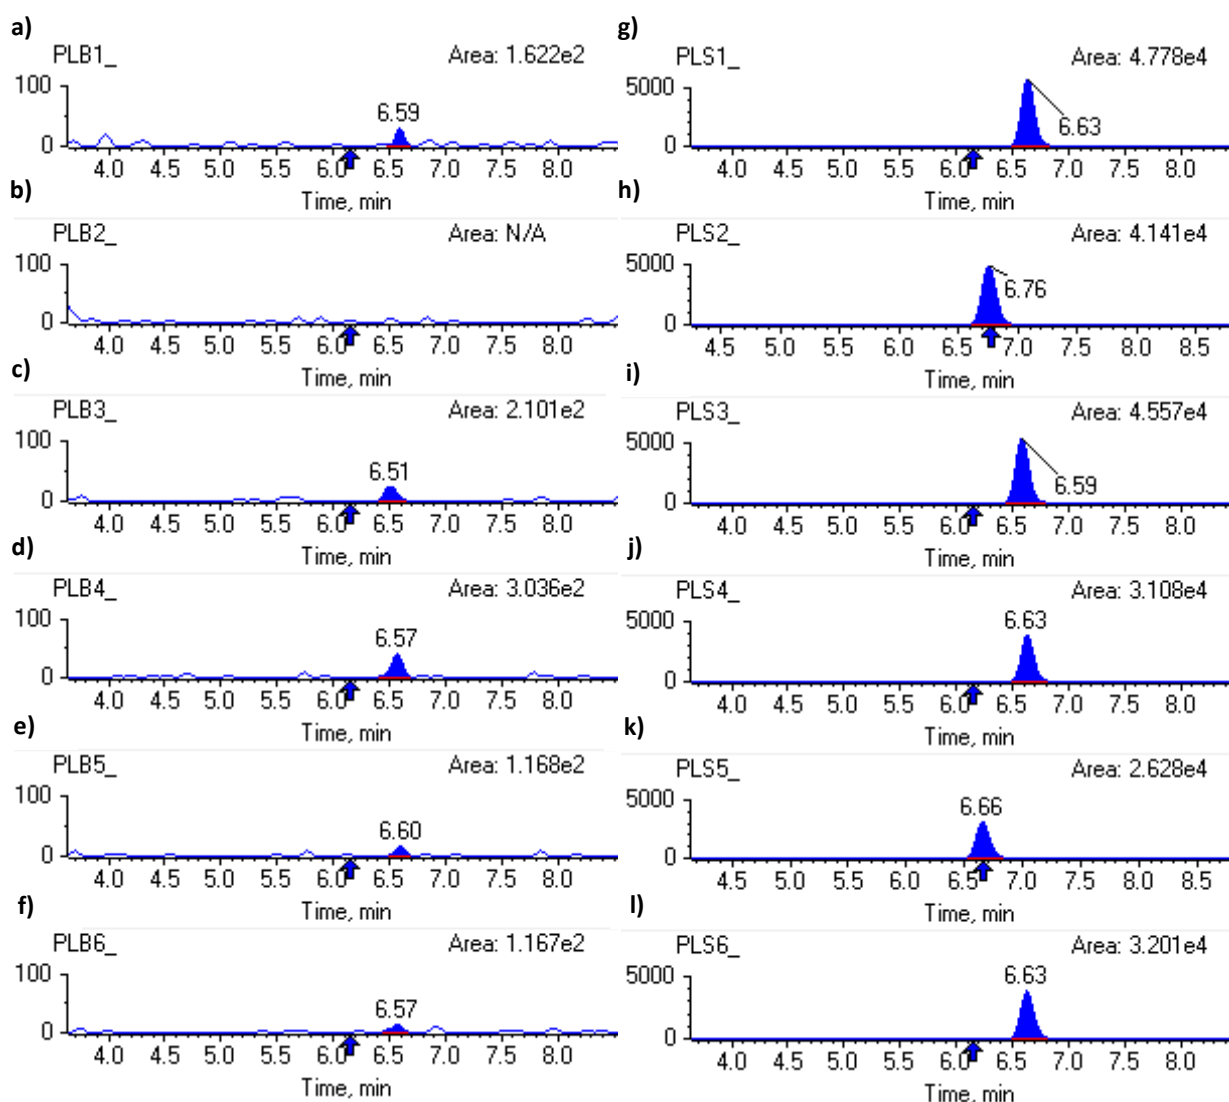 a)
PLB1_ Area: 1.622e2
100
6.59
0
4.0 4.5 5.0 5.5 6.0 6.5 7.0 7.5 8.0
Time, min
b)
PLB2_ Area: N/A
100
0
4.0 4.5 5.0 5.5 6.0 6.5 7.0 7.5 8.0
Time, min
c)
PLB3_ Area: 2.101e2
100
6.51
0
4.0 4.5 5.0 5.5 6.0 6.5 7.0 7.5 8.0
Time, min
d)
PLB4_ Area: 3.036e2
100
6.57
0
4.0 4.5 5.0 5.5 6.0 6.5 7.0 7.5 8.0
Time, min
e)
PLB5_ Area: 1.168e2
100
6.60
0
4.0 4.5 5.0 5.5 6.0 6.5 7.0 7.5 8.0
Time, min
f)
PLB6_ Area: 1.167e2
100
6.57
0
4.0 4.5 5.0 5.5 6.0 6.5 7.0 7.5 8.0
Time, min
g)
PLS1_ Area: 4.778e4
5000
6.63
0
4.0 4.5 5.0 5.5 6.0 6.5 7.0 7.5 8.0
Time, min
h)
PLS2_ Area: 4.141e4
5000
6.76
0
4.5 5.0 5.5 6.0 6.5 7.0 7.5 8.0 8.5
Time, min
i)
PLS3_ Area: 4.557e4
5000
6.59
0
4.0 4.5 5.0 5.5 6.0 6.5 7.0 7.5 8.0
Time, min
j)
PLS4_ Area: 3.108e4
5000
6.63
0
4.0 4.5 5.0 5.5 6.0 6.5 7.0 7.5 8.0
Time, min
k)
PLS5_ Area: 2.628e4
5000
6.66
0
4.5 5.0 5.5 6.0 6.5 7.0 7.5 8.0 8.5
Time, min
l)
PLS6_ Area: 3.201e4
5000
6.63
0
4.0 4.5 5.0 5.5 6.0 6.5 7.0 7.5 8.0
Time, min